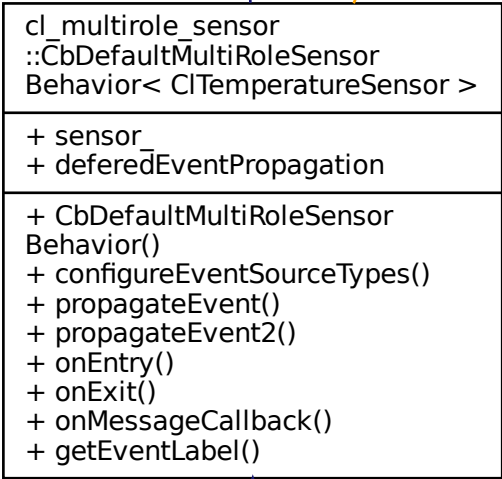 cl_multirole_sensor
::CbDefaultMultiRoleSensor
Behavior< ClTemperatureSensor >
+ sensor_
+ deferedEventPropagation
+ CbDefaultMultiRoleSensor
Behavior()
+ configureEventSourceTypes()
+ propagateEvent()
+ propagateEvent2()
+ onEntry()
+ onExit()
+ onMessageCallback()
+ getEventLabel()